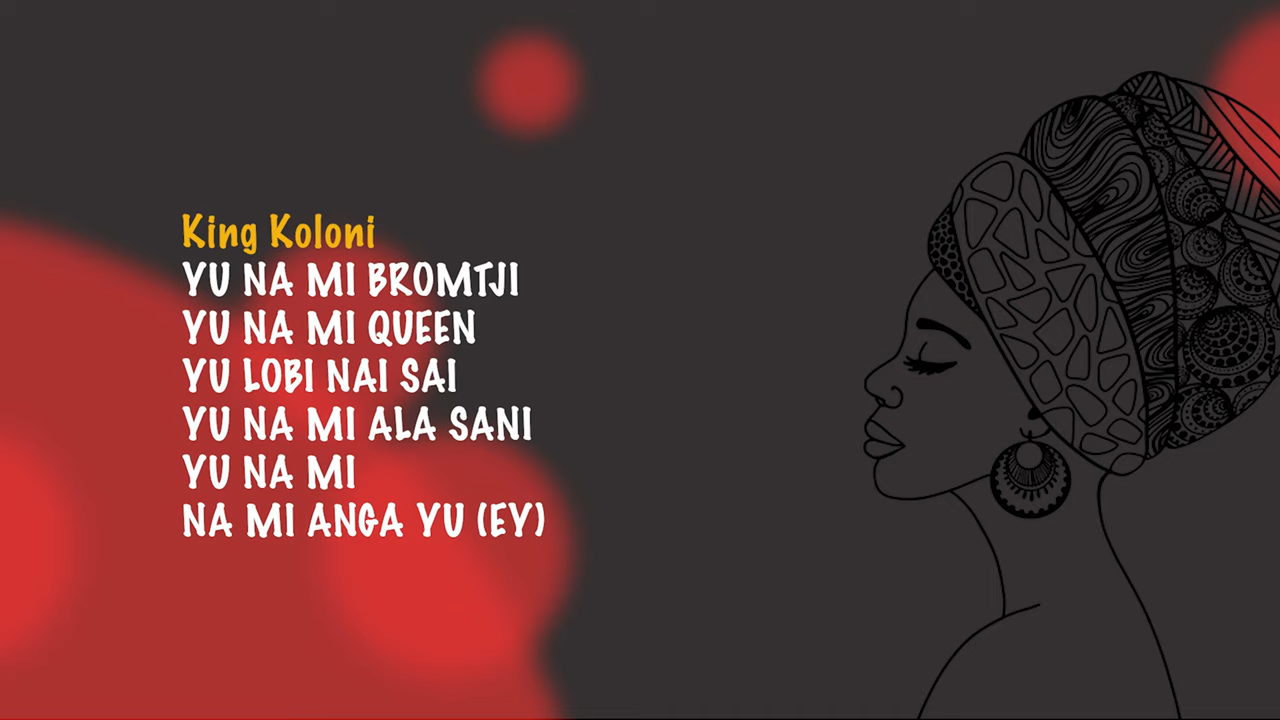 King Koloni
YU NA MI BROMTJI
YU NA MI QUEEN
YU LOBI NAI SAI
YU NA MI ALA SANI
YU NA MI
NA MI ANGA YU (EY)